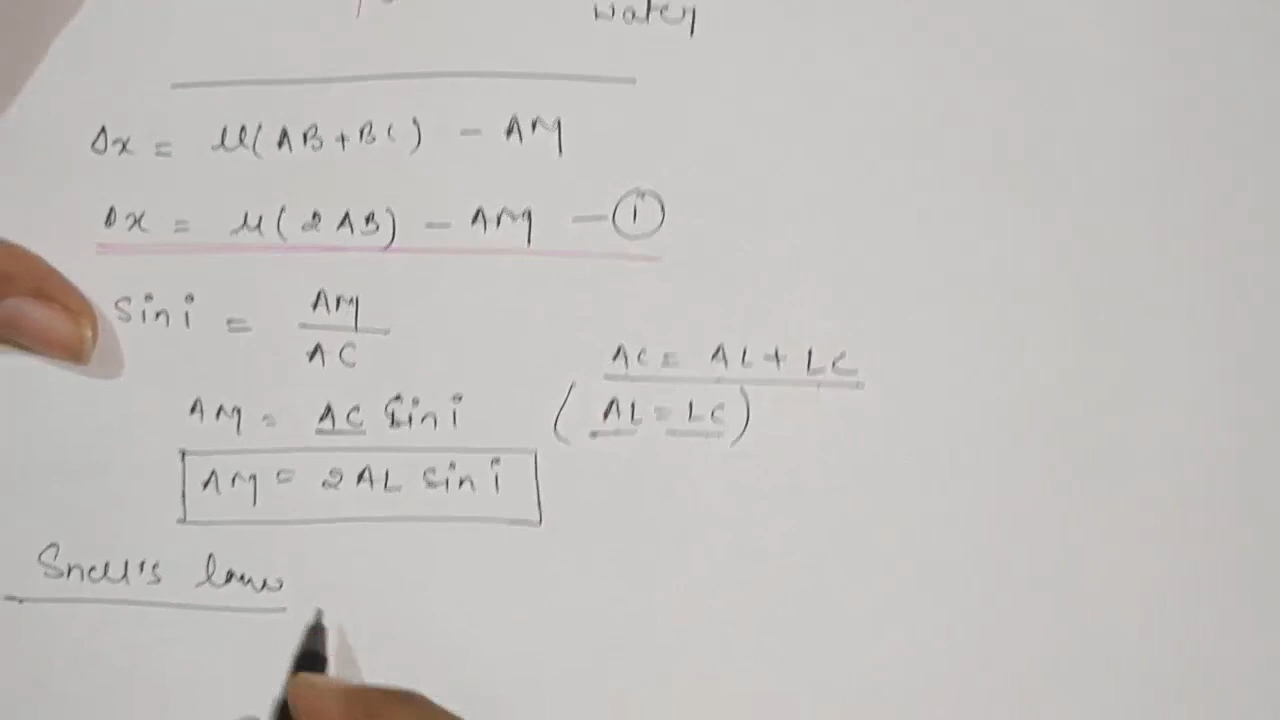 water
Δx = μ(AB+BC) - AM
Δx = μ(2AB) - AM - ①
sin i = AM / AC
AC = AL + LC
AM = AC sin i (AL = LC)
AM = 2AL sin i
Snell's law